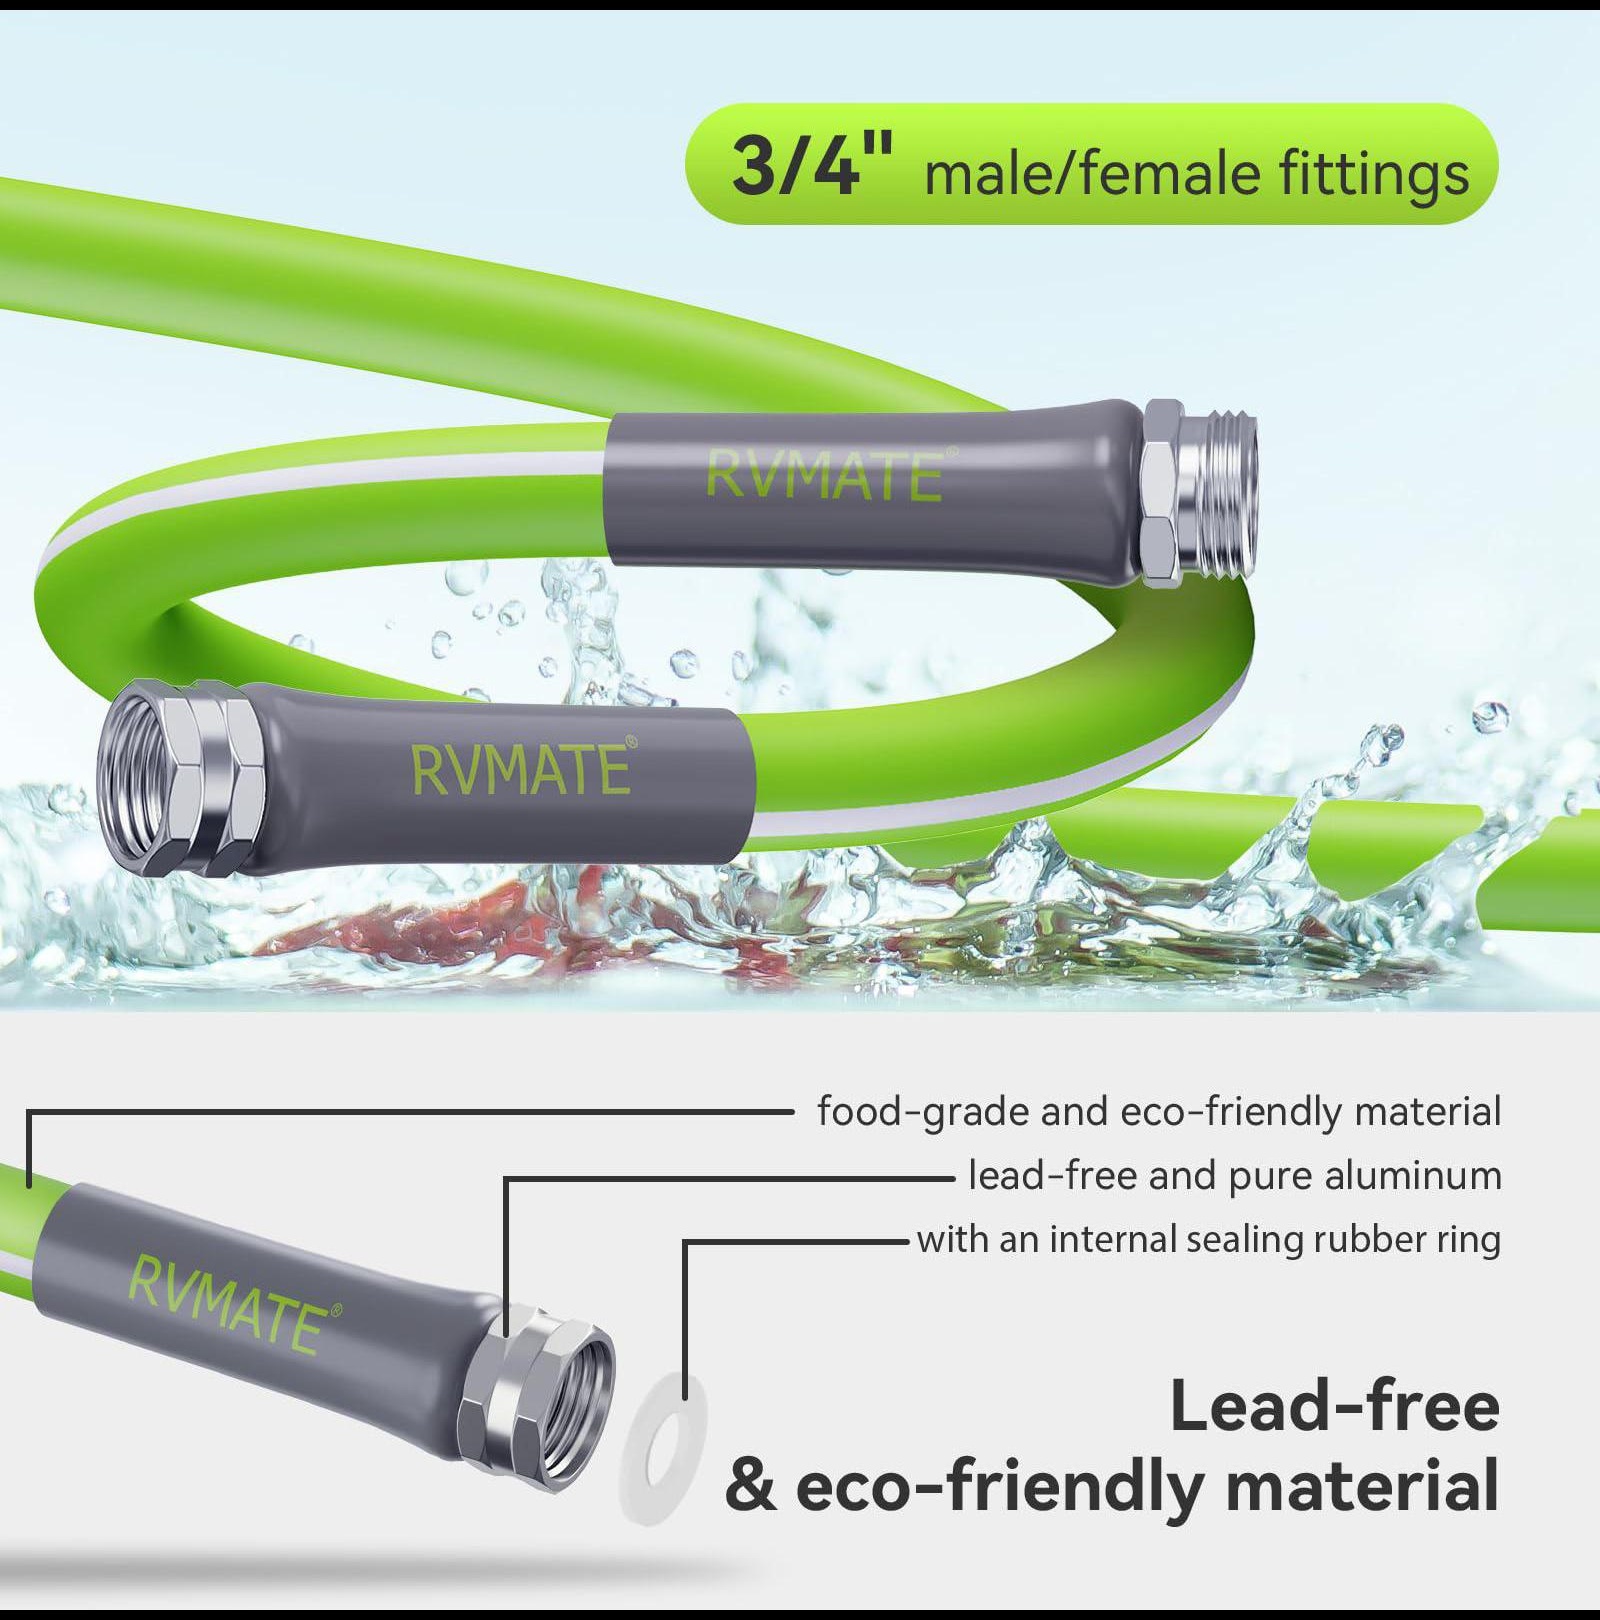 3/4" male/female fittings
RVMATE®
RVMATE®
food-grade and eco-friendly material
lead-free and pure aluminum
with an internal sealing rubber ring
RVMATE®
Lead-free
& eco-friendly material